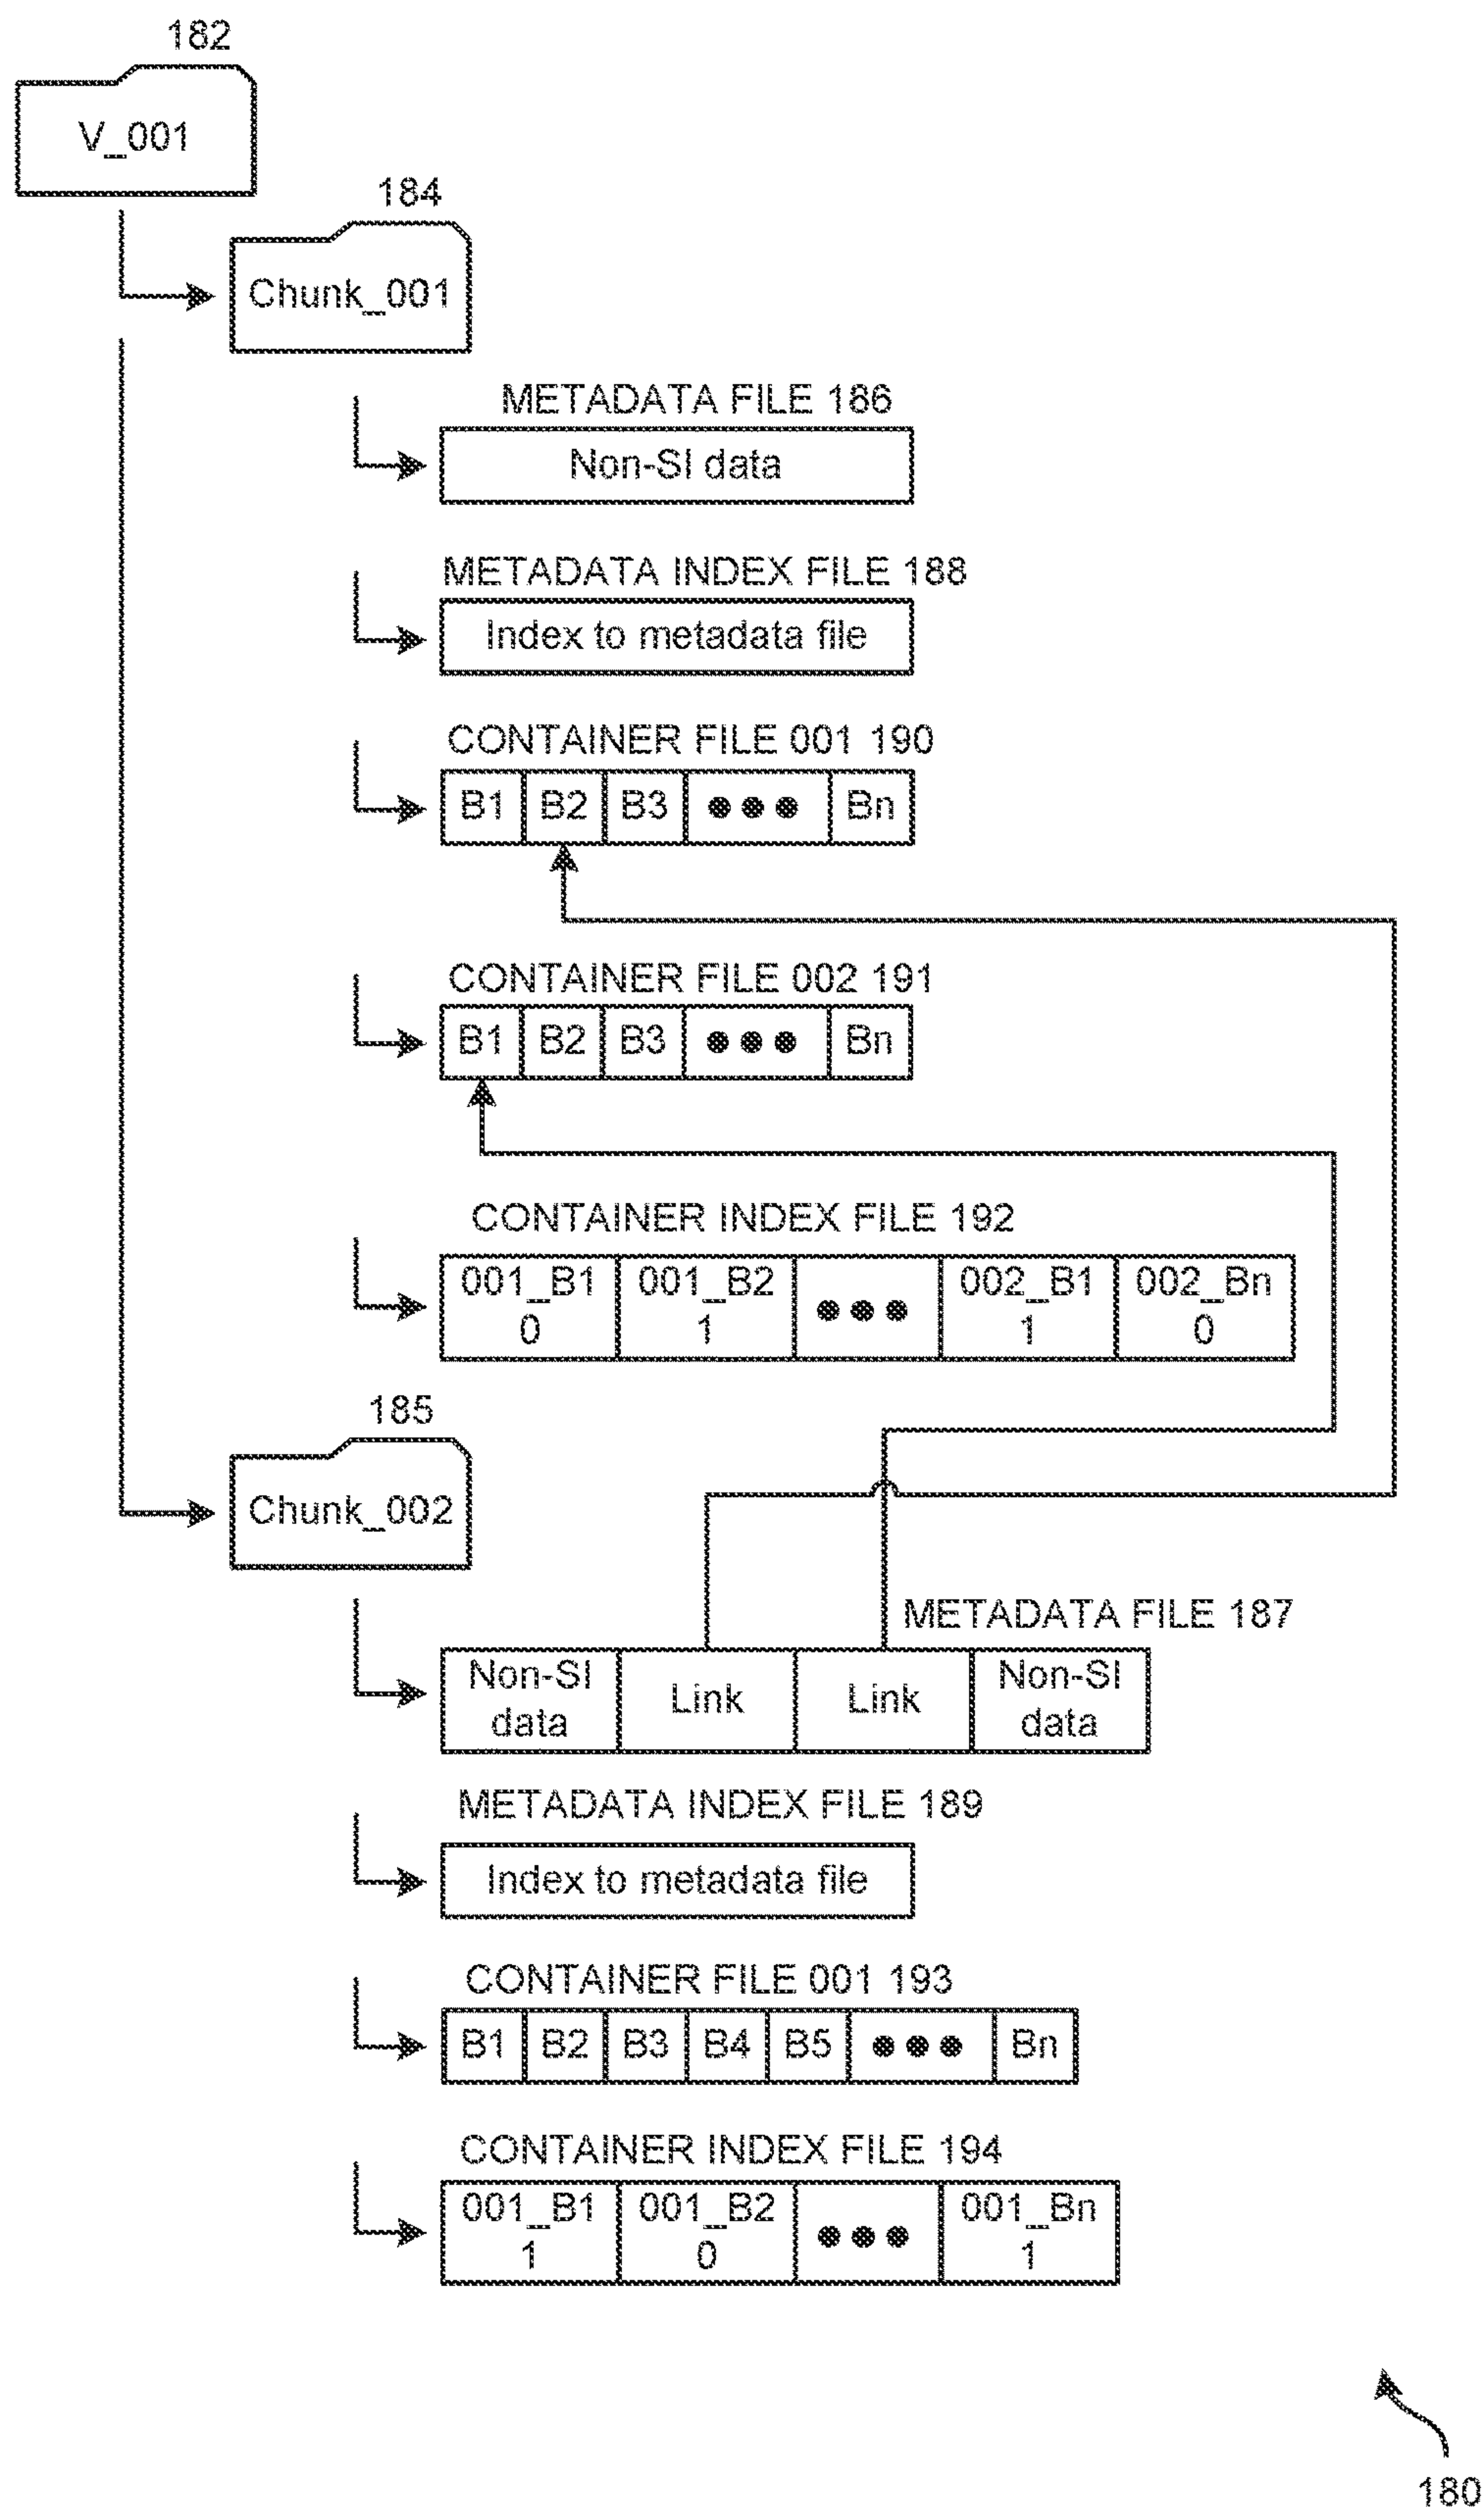 182
V_001
184
Chunk_001
METADATA FILE 186
Non-SI data
METADATA INDEX FILE 188
Index to metadata file
CONTAINER FILE 001 190
B1 B2 B3 ●●● Bn
CONTAINER FILE 002 191
B1 B2 B3 ●●● Bn
CONTAINER INDEX FILE 192
001_B1 001_B2 ●●● 002_B1 002_Bn
0 1 1 0
185
Chunk_002
METADATA FILE 187
Non-SI Link Link Non-SI
data data
METADATA INDEX FILE 189
Index to metadata file
CONTAINER FILE 001 193
B1 B2 B3 B4 B5 ●●● Bn
CONTAINER INDEX FILE 194
001_B1 001_B2 ●●● 001_Bn
1 0 1
180